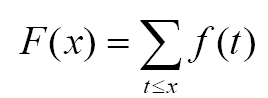 F(x) = ∑ f(t)
t≤x